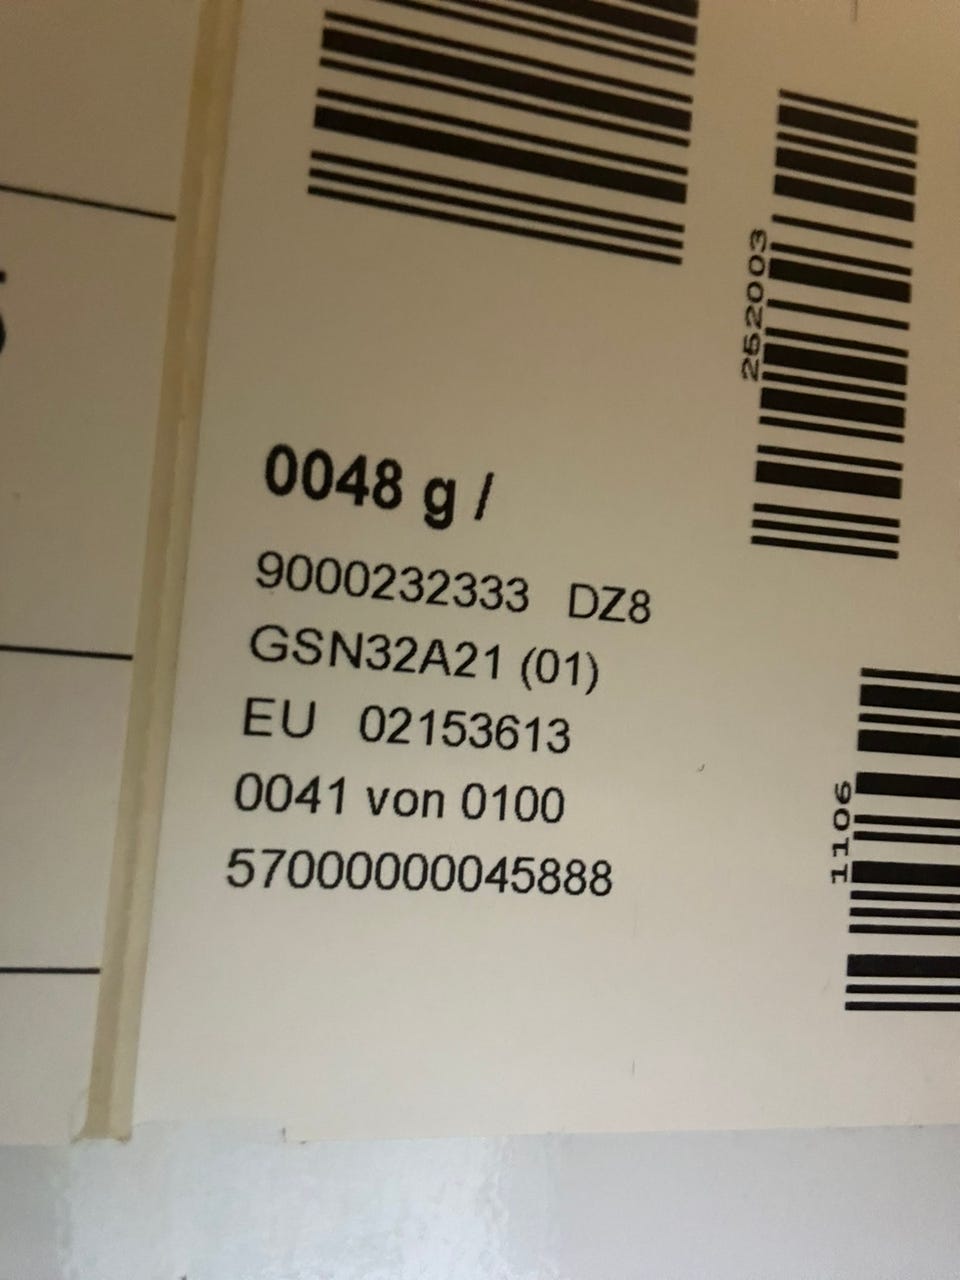 0048 g /
9000232333 DZ8
GSN32A21 (01)
EU 02153613
0041 von 0100
57000000045888
252003
1106